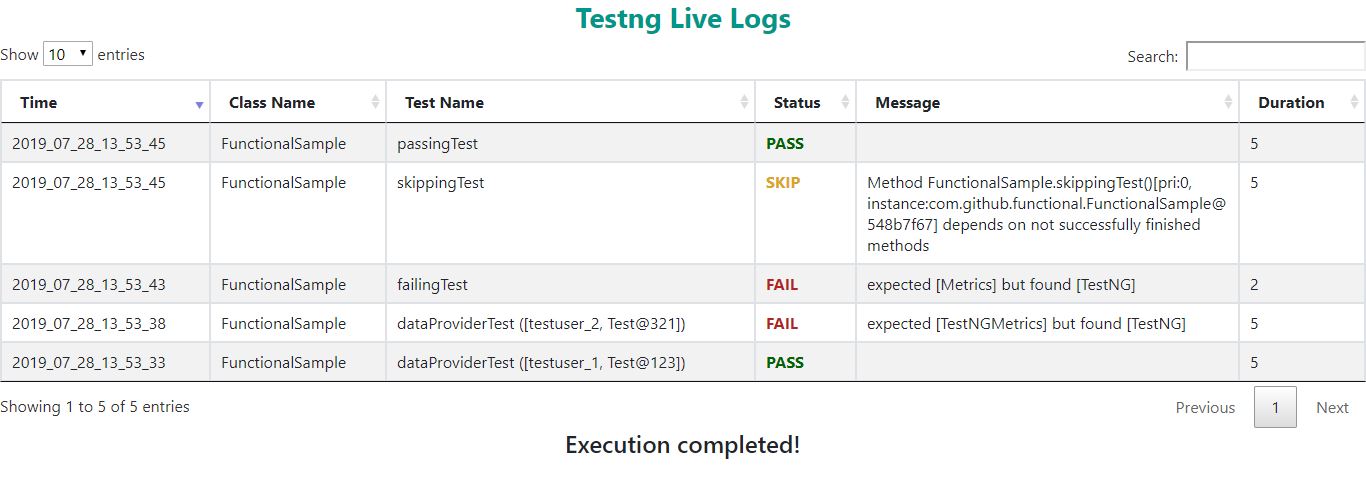 Testng Live Logs
Show 10 entries
Search:
Time Class Name Test Name Status Message Duration
2019_07_28_13_53_45 FunctionalSample passingTest PASS 5
2019_07_28_13_53_45 FunctionalSample skippingTest SKIP Method FunctionalSample.skippingTest()[pri:0, 5
instance:com.github.functional.FunctionalSample@
548b7f67] depends on not successfully finished
methods
2019_07_28_13_53_43 FunctionalSample failingTest FAIL expected [Metrics] but found [TestNG] 2
2019_07_28_13_53_38 FunctionalSample dataProviderTest ([testuser_2, Test@321]) FAIL expected [TestNGMetrics] but found [TestNG] 5
2019_07_28_13_53_33 FunctionalSample dataProviderTest ([testuser_1, Test@123]) PASS 5
Showing 1 to 5 of 5 entries
Previous 1 Next
Execution completed!